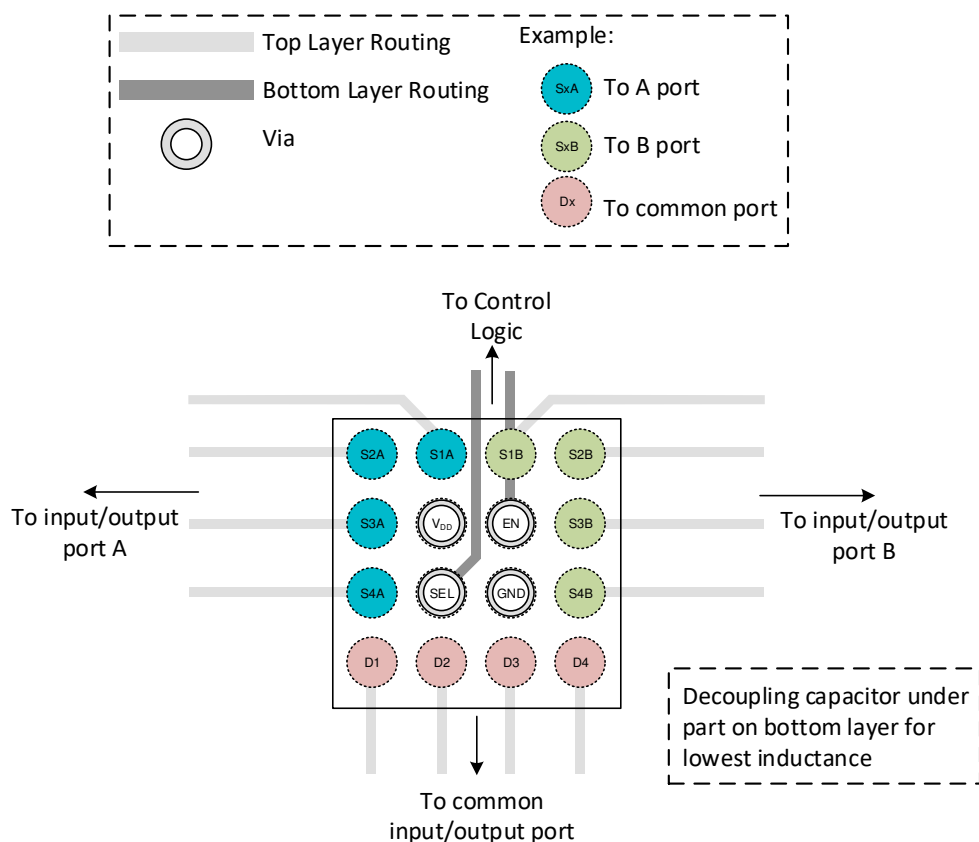 Top Layer Routing
Bottom Layer Routing
Via
Example:
SxA
To A port
SxB
To B port
Dx
To common port
To Control
Logic
S2A
S1A
S1B
S2B
To input/output
port A
S3A
VDD
EN
S3B
To input/output
port B
S4A
SEL
GND
S4B
D1
D2
D3
D4
Decoupling capacitor under
part on bottom layer for
lowest inductance
To common
input/output port